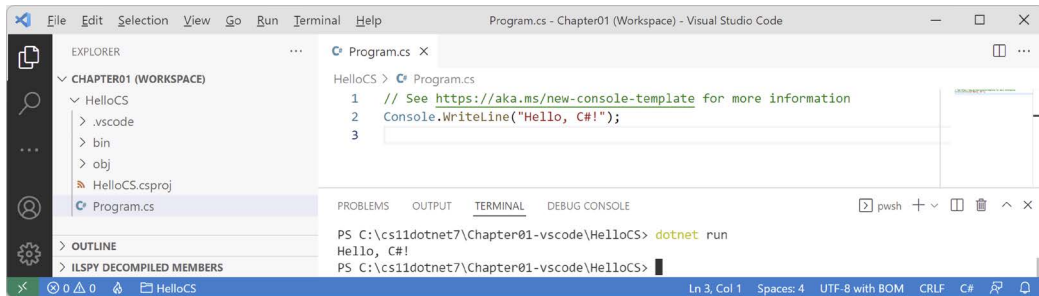 File Edit Selection View Go Run Terminal Help
Program.cs - Chapter01 (Workspace) - Visual Studio Code
EXPLORER
CHAPTER01 (WORKSPACE)
HelloCS
.vscode
bin
obj
HelloCS.csproj
C# Program.cs
OUTLINE
ILSPY DECOMPILED MEMBERS
C# Program.cs
HelloCS > C# Program.cs
1 // See https://aka.ms/new-console-template for more information
2 Console.WriteLine("Hello, C#!");
3
PROBLEMS OUTPUT TERMINAL DEBUG CONSOLE
pwsh
PS C:\cs11dotnet7\Chapter01-vscode\HelloCS> dotnet run
Hello, C#!
PS C:\cs11dotnet7\Chapter01-vscode\HelloCS>
0 0 HelloCS Ln 3, Col 1 Spaces: 4 UTF-8 with BOM CRLF C#